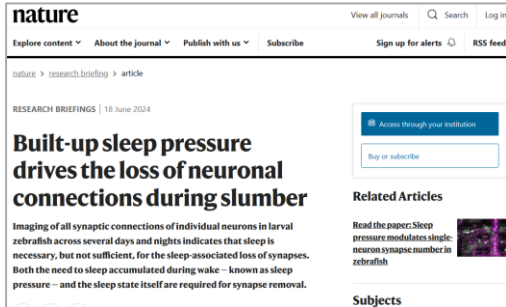 nature
View all journals
Search
Log in
Explore content
About the journal
Publish with us
Subscribe
Sign up for alerts
RSS feed
nature > research briefing > article
RESEARCH BRIEFINGS | 18 June 2024
Built-up sleep pressure
drives the loss of neuronal
connections during slumber
Imaging of all synaptic connections of individual neurons in larval
zebrafish across several days and nights indicates that sleep is
necessary, but not sufficient, for the sleep-associated loss of synapses.
Both the need to sleep accumulated during wake — known as sleep
pressure — and the sleep state itself are required for synapse removal.
Access through your institution
Buy or subscribe
Related Articles
Read the paper: Sleep
pressure modulates single-
neuron synapse number in
zebrafish
Subjects